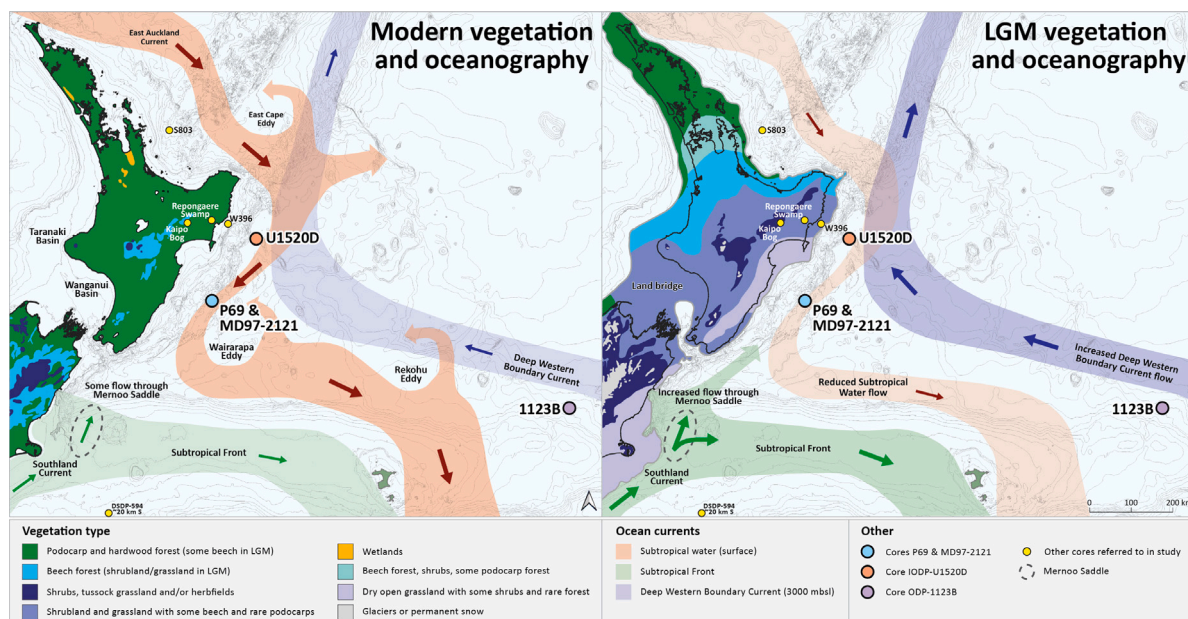 Modern vegetation
and oceanography
East Auckland
Current
East Cape
Eddy
S803
Repongaere
Swamp
W396
Kaipo
Bog
Taranaki
Basin
U1520D
Wanganui
Basin
P69 &
MD97-2121
Wairarapa
Eddy
Rekohu
Eddy
Deep Western
Boundary Current
Some flow through
Mernoo Saddle
1123B
Subtropical Front
Southland
Current
DSDP-594
~20 km S
LGM vegetation
and oceanography
S803
Repongaere
Swamp
W396
Kaipo
Bog
U1520D
Land bridge
P69 &
MD97-2121
Increased Deep Western
Boundary Current flow
Reduced Subtropical
Water flow
Increased flow through
Mernoo Saddle
1123B
Subtropical Front
Southland
Current
DSDP-594
~20 km S
0 100 200 km
Vegetation type
Podocarp and hardwood forest (some beech in LGM)
Beech forest (shrubland/grassland in LGM)
Shrubs, tussock grassland and/or herbfields
Shrubland and grassland with some beech and rare podocarps
Wetlands
Beech forest, shrubs, some podocarp forest
Dry open grassland with some shrubs and rare forest
Glaciers or permanent snow
Ocean currents
Subtropical water (surface)
Subtropical Front
Deep Western Boundary Current (3000 mbsl)
Other
Cores P69 & MD97-2121
Core IODP-U1520D
Core ODP-1123B
Other cores referred to in study
Mernoo Saddle